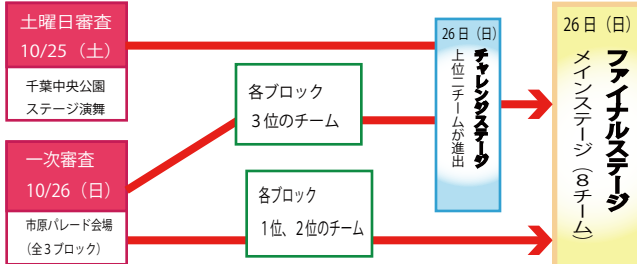 土曜日審査
10/25（土）
千葉中央公園
ステージ演舞
一次審査
10/26（日）
市原パレード会場
（全３ブロック）
各ブロック
３位のチーム
各ブロック
1位、2位のチーム
26日（日）
チャレンジステージ
上位二チームが進出
26日（日）
ファイナルステージ
メインステージ（８チーム）